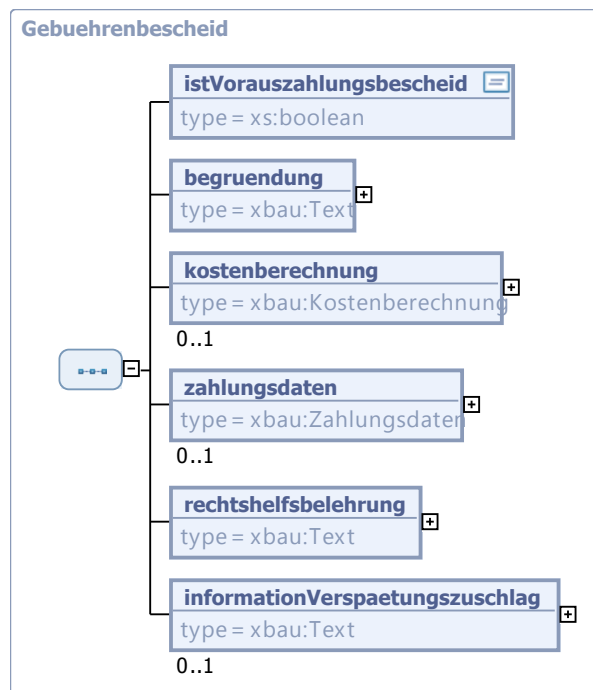 Gebuehrenbescheid
istVorauszahlungsbescheid
type = xs:boolean
begruendung
type = xbau:Text
kostenberechnung
type = xbau:Kostenberechnung
0..1
zahlungsdaten
type = xbau:Zahlungsdaten
0..1
rechtshelfsbelehrung
type = xbau:Text
informationVerspaetungszuschlag
type = xbau:Text
0..1